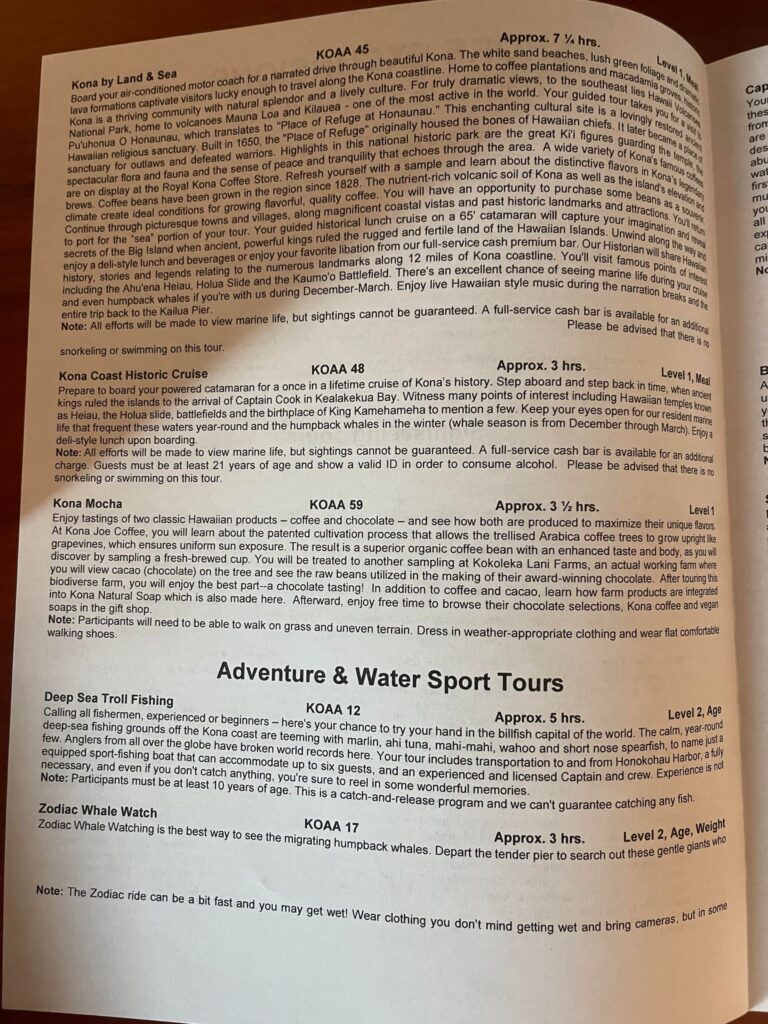 Kona by Land & Sea KOAA 45 Approx. 7 ¼ hrs. Level 1, Meal
Board your air-conditioned motor coach for a narrated drive through beautiful Kona. The white sand beaches, lush green foliage and dramatic
lava formations captivate visitors lucky enough to travel along the Kona coastline. Home to coffee plantations and macadamia groves,
Kona is a thriving community with natural splendor and a lively culture. For truly dramatic views, to the southeast lies Hawaii Volcanoes
National Park, home to volcanoes Mauna Loa and Kilauea - one of the most active in the world. Your guided tour takes you for a visit to
Pu'uhonua O Honaunau, which translates to "Place of Refuge at Honaunau." This enchanting cultural site is a lovingly restored ancient
Hawaiian religious sanctuary. Built in 1650, the "Place of Refuge" originally housed the bones of Hawaiian chiefs. It later became a place of
sanctuary for outlaws and defeated warriors. Highlights in this national historic park are the great Ki'i figures guarding the temple, the
spectacular flora and fauna and the sense of peace and tranquility that echoes through the area. A wide variety of Kona's famous coffees
are on display at the Royal Kona Coffee Store. Refresh yourself with a sample and learn about the distinctive flavors in Kona's legendary
brews. Coffee beans have been grown in the region since 1828. The nutrient-rich volcanic soil of Kona as well as the island's elevation and
climate create ideal conditions for growing flavorful, quality coffee. You will have an opportunity to purchase some beans as a souvenir.
Continue through picturesque towns and villages, along magnificent coastal vistas and past historic landmarks and attractions. You'll return
to port for the "sea" portion of your tour. Your guided historical lunch cruise on a 65' catamaran will capture your imagination and reveal
secrets of the Big Island when ancient, powerful kings ruled the rugged and fertile land of the Hawaiian Islands. Unwind along the way and
enjoy a deli-style lunch and beverages or enjoy your favorite libation from our full-service cash premium bar. Our Historian will share Hawaiian
history, stories and legends relating to the numerous landmarks along 12 miles of Kona coastline. You'll visit famous points of interest
including the Ahu'ena Heiau, Holua Slide and the Kaumo'o Battlefield. There's an excellent chance of seeing marine life during your cruise
and even humpback whales if you're with us during December-March. Enjoy live Hawaiian style music during the narration breaks and the
entire trip back to the Kailua Pier.
Note: All efforts will be made to view marine life, but sightings cannot be guaranteed. A full-service cash bar is available for an additional
Please be advised that there is no
snorkeling or swimming on this tour.
Kona Coast Historic Cruise KOAA 48 Approx. 3 hrs. Level 1, Meal
Prepare to board your powered catamaran for a once in a lifetime cruise of Kona's history. Step aboard and step back in time, when ancient
kings ruled the islands to the arrival of Captain Cook in Kealakekua Bay. Witness many points of interest including Hawaiian temples known
as Heiau, the Holua slide, battlefields and the birthplace of King Kamehameha to mention a few. Keep your eyes open for our resident marine
life that frequent these waters year-round and the humpback whales in the winter (whale season is from December through March). Enjoy a
deli-style lunch upon boarding.
Note: All efforts will be made to view marine life, but sightings cannot be guaranteed. A full-service cash bar is available for an additional
charge. Guests must be at least 21 years of age and show a valid ID in order to consume alcohol. Please be advised that there is no
snorkeling or swimming on this tour.
Kona Mocha KOAA 59 Approx. 3 ½ hrs. Level 1
Enjoy tastings of two classic Hawaiian products – coffee and chocolate – and see how both are produced to maximize their unique flavors.
At Kona Joe Coffee, you will learn about the patented cultivation process that allows the trellised Arabica coffee trees to grow upright like
grapevines, which ensures uniform sun exposure. The result is a superior organic coffee bean with an enhanced taste and body, as you will
discover by sampling a fresh-brewed cup. You will be treated to another sampling at Kokoleka Lani Farms, an actual working farm where
you will view cacao (chocolate) on the tree and see the raw beans utilized in the making of their award-winning chocolate. After touring this
biodiverse farm, you will enjoy the best part--a chocolate tasting! In addition to coffee and cacao, learn how farm products are integrated
into Kona Natural Soap which is also made here. Afterward, enjoy free time to browse their chocolate selections, Kona coffee and vegan
soaps in the gift shop.
Note: Participants will need to be able to walk on grass and uneven terrain. Dress in weather-appropriate clothing and wear flat comfortable
walking shoes.
Adventure & Water Sport Tours
Deep Sea Troll Fishing KOAA 12 Approx. 5 hrs. Level 2, Age
Calling all fishermen, experienced or beginners – here's your chance to try your hand in the billfish capital of the world. The calm, year-round
deep-sea fishing grounds off the Kona coast are teeming with marlin, ahi tuna, mahi-mahi, wahoo and short nose spearfish, to name just a
few. Anglers from all over the globe have broken world records here. Your tour includes transportation to and from Honokohau Harbor, a fully
equipped sport-fishing boat that can accommodate up to six guests, and an experienced and licensed Captain and crew. Experience is not
necessary, and even if you don't catch anything, you're sure to reel in some wonderful memories.
Note: Participants must be at least 10 years of age. This is a catch-and-release program and we can't guarantee catching any fish.
Zodiac Whale Watch KOAA 17 Approx. 3 hrs. Level 2, Age, Weight
Zodiac Whale Watching is the best way to see the migrating humpback whales. Depart the tender pier to search out these gentle giants who
Note: The Zodiac ride can be a bit fast and you may get wet! Wear clothing you don't mind getting wet and bring cameras, but in some